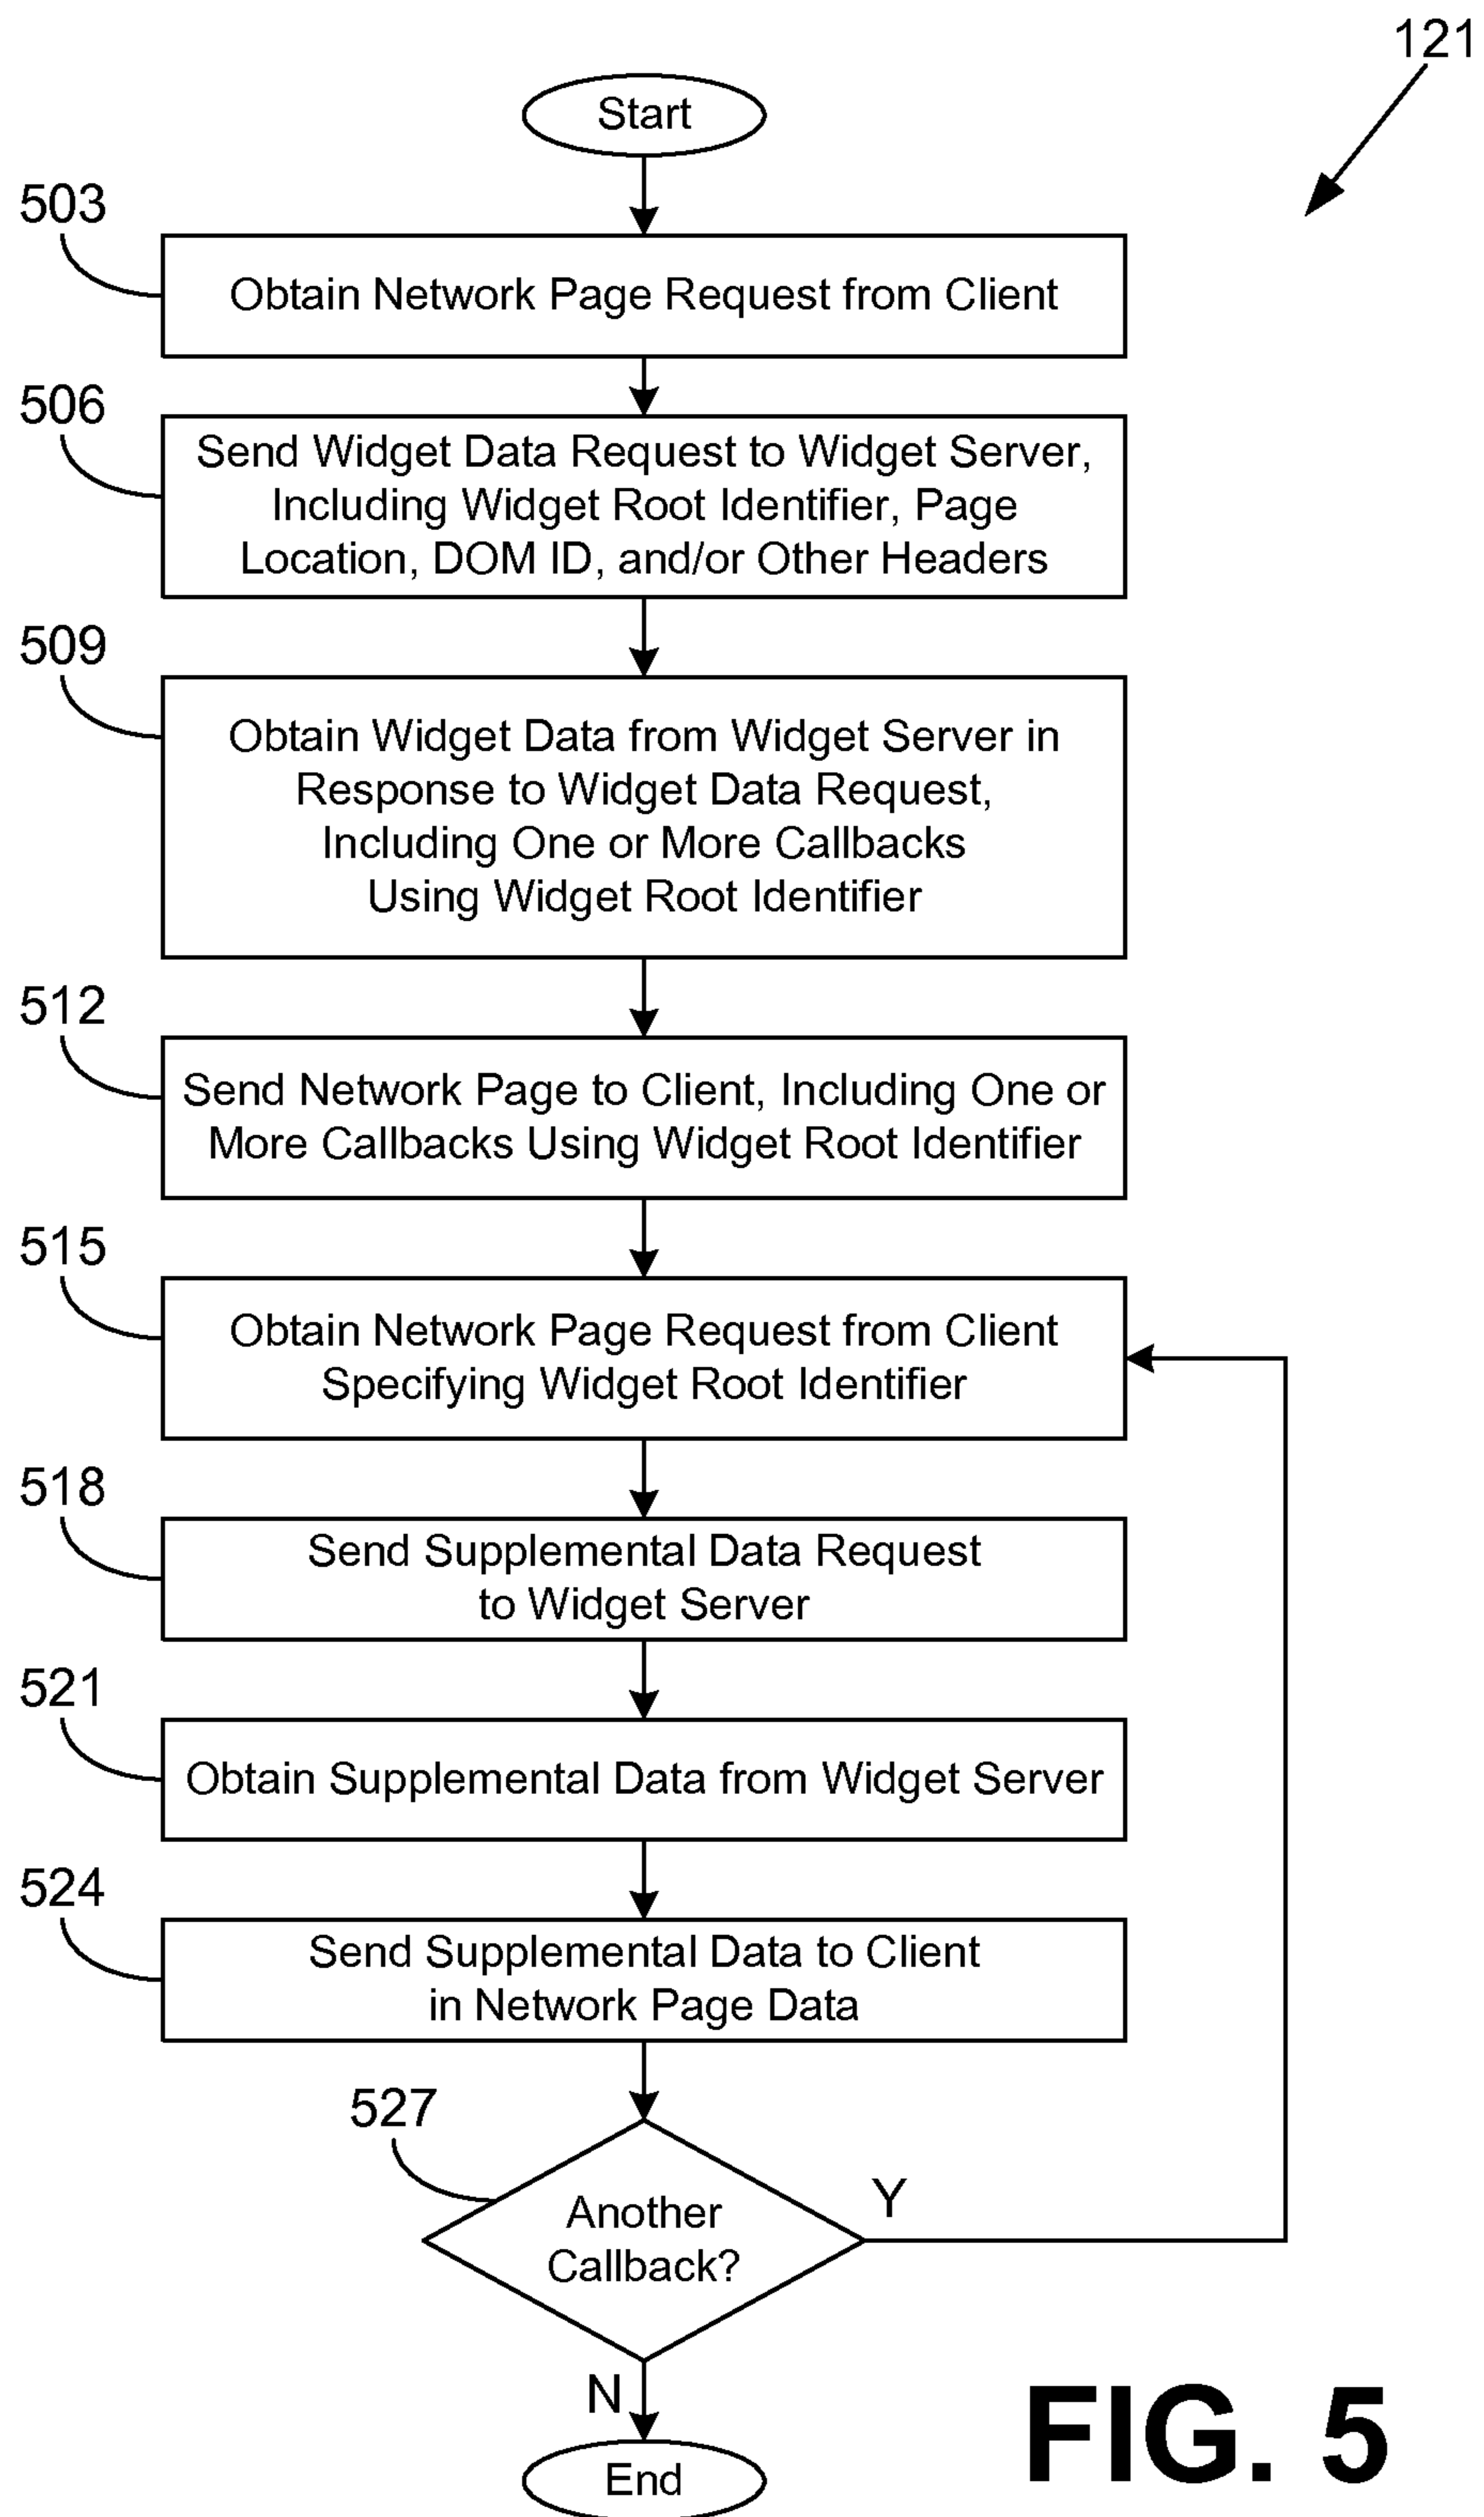 121
Start
503
Obtain Network Page Request from Client
506
Send Widget Data Request to Widget Server,
Including Widget Root Identifier, Page
Location, DOM ID, and/or Other Headers
509
Obtain Widget Data from Widget Server in
Response to Widget Data Request,
Including One or More Callbacks
Using Widget Root Identifier
512
Send Network Page to Client, Including One or
More Callbacks Using Widget Root Identifier
515
Obtain Network Page Request from Client
Specifying Widget Root Identifier
518
Send Supplemental Data Request
to Widget Server
521
Obtain Supplemental Data from Widget Server
524
Send Supplemental Data to Client
in Network Page Data
527
Another
Callback?
Y
N
End
FIG. 5